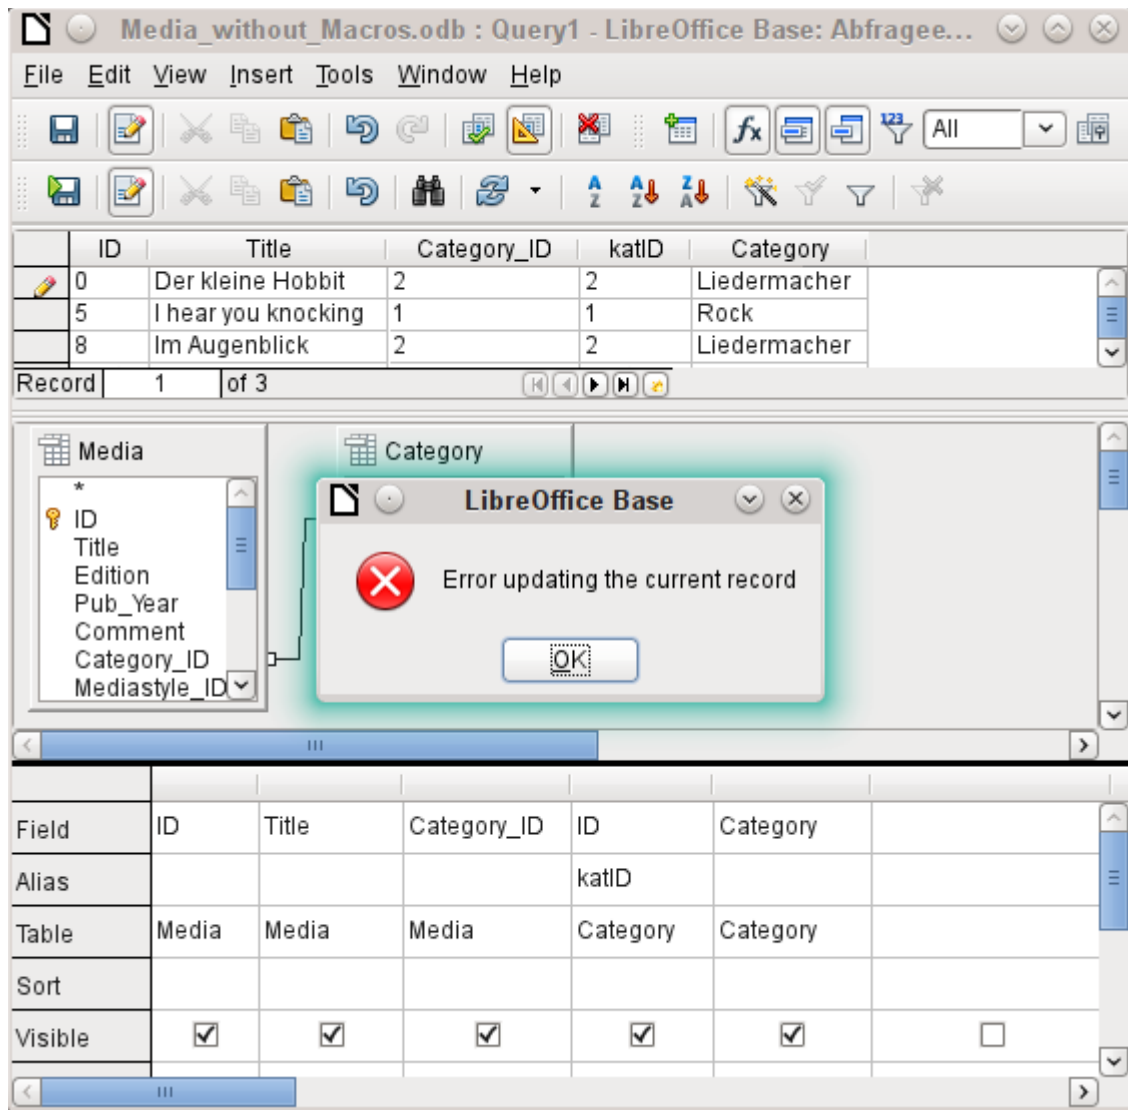 Media_without_Macros.odb : Query1 - LibreOffice Base: Abfragee...
File Edit View Insert Tools Window Help
fx 123 All
A Z A Z Z A
ID Title Category_ID katID Category
0 Der kleine Hobbit 2 2 Liedermacher
5 I hear you knocking 1 1 Rock
8 Im Augenblick 2 2 Liedermacher
Record 1 of 3
Media
*
ID
Title
Edition
Pub_Year
Comment
Category_ID
Mediastyle_ID
Category
LibreOffice Base
Error updating the current record
OK
Field ID Title Category_ID ID Category
Alias katID
Table Media Media Media Category Category
Sort
Visible